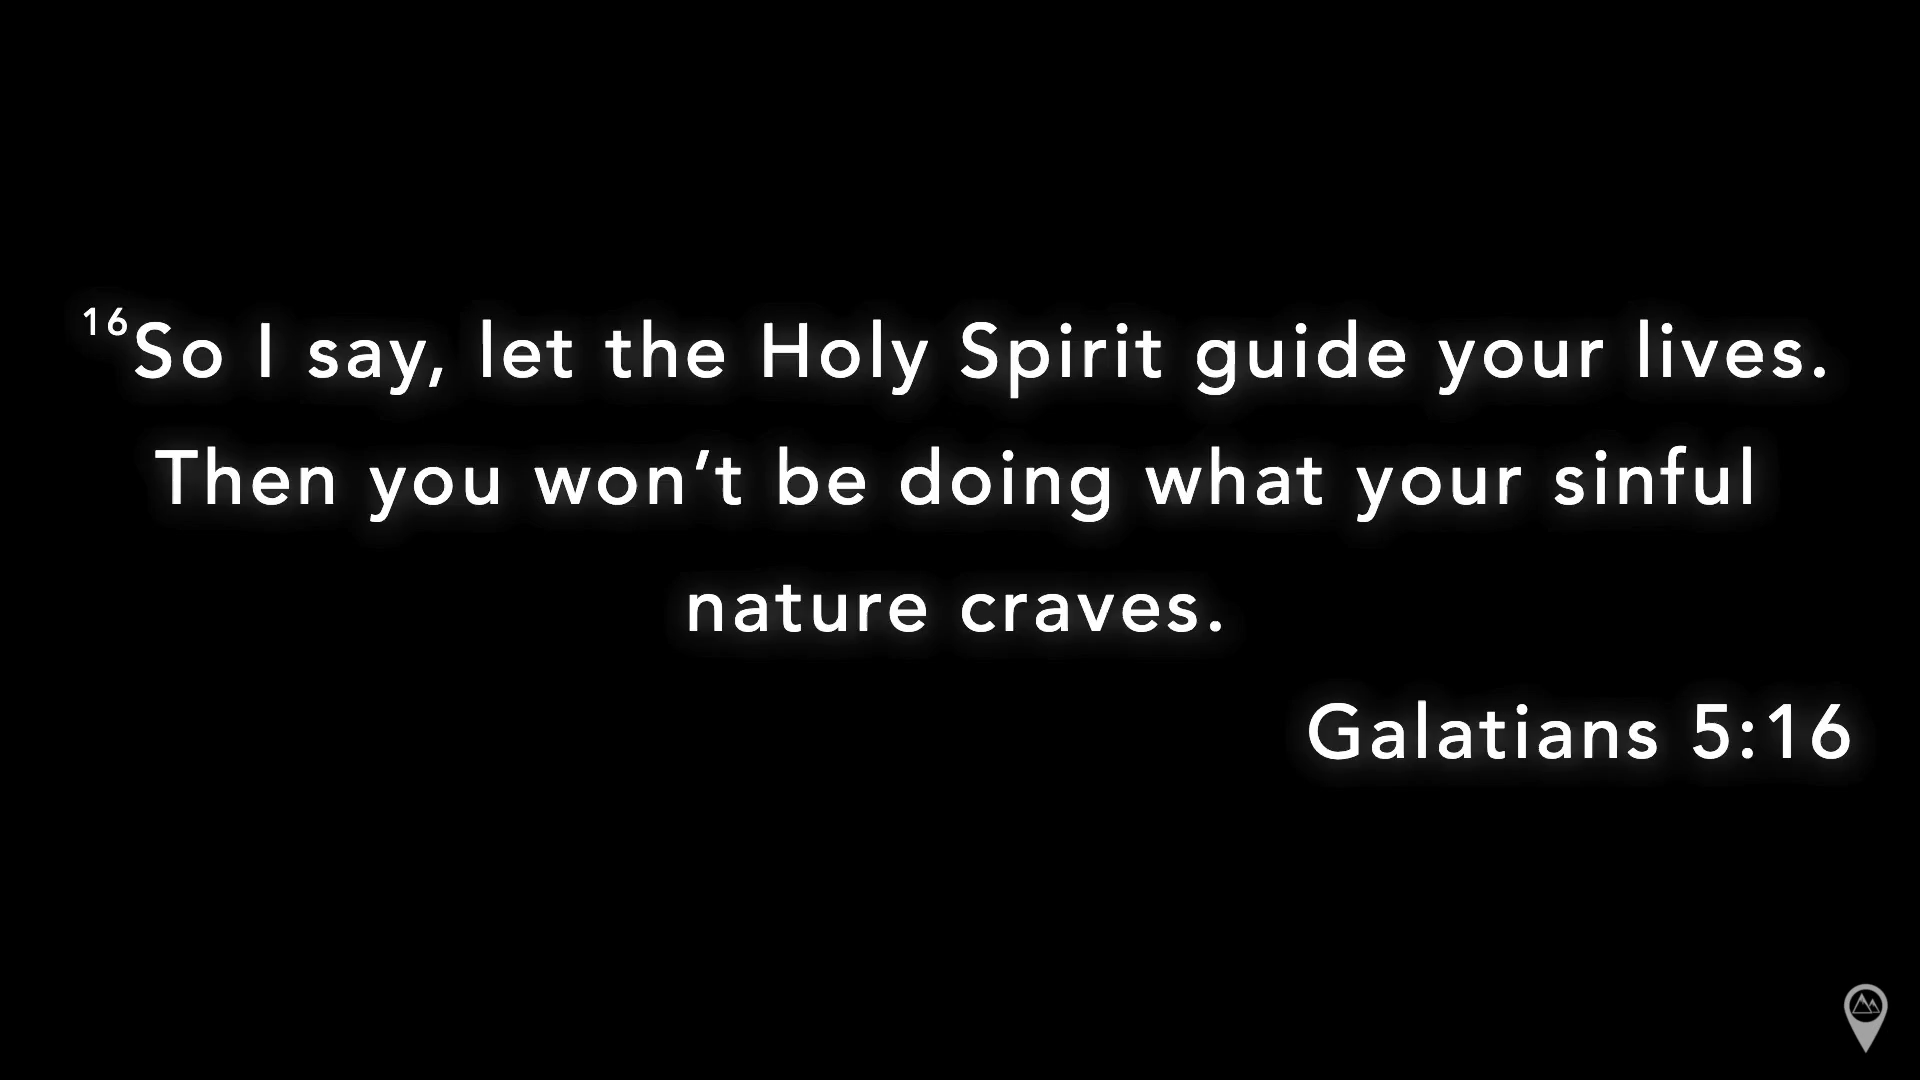 16So I say, let the Holy Spirit guide your lives.
Then you won’t be doing what your sinful
nature craves.
Galatians 5:16